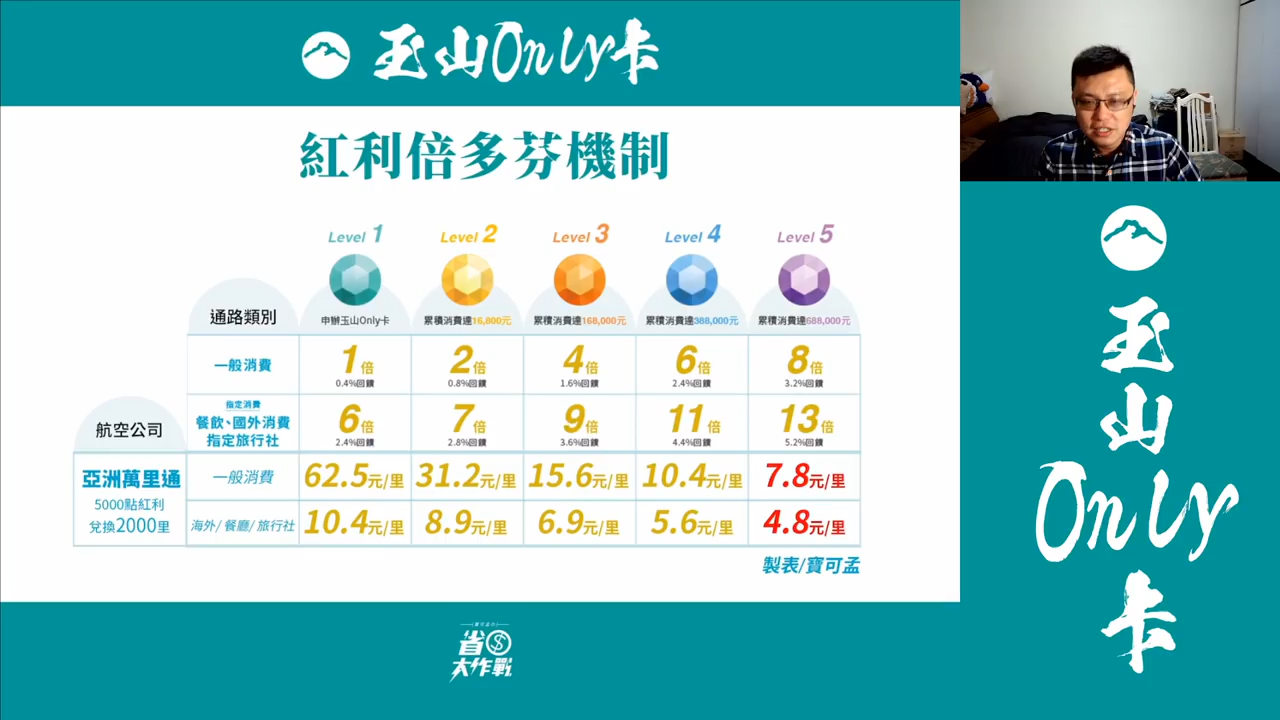 玉山Only卡
紅利倍多芬機制
Level 1
Level 2
Level 3
Level 4
Level 5
通路類別
申辦玉山Only卡
累積消費達16,800元
累積消費達168,000元
累積消費達388,000元
累積消費達688,000元
一般消費
1倍
0.4%回饋
2倍
0.8%回饋
4倍
1.6%回饋
6倍
2.4%回饋
8倍
3.2%回饋
航空公司
指定消費
餐飲、國外消費
指定旅行社
6倍
2.4%回饋
7倍
2.8%回饋
9倍
3.6%回饋
11倍
4.4%回饋
13倍
5.2%回饋
亞洲萬里通
5000點紅利
兌換2000里
一般消費
62.5元/里
31.2元/里
15.6元/里
10.4元/里
7.8元/里
海外/餐廳/旅行社
10.4元/里
8.9元/里
6.9元/里
5.6元/里
4.8元/里
製表/寶可孟
寶可孟の
省$
大作戰
玉山Only卡